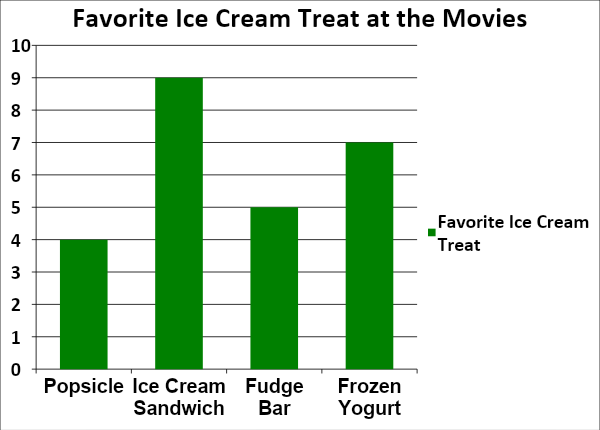 Favorite Ice Cream Treat at the Movies
10
9
8
7
6
5
4
3
2
1
0
Popsicle
Ice Cream
Sandwich
Fudge
Bar
Frozen
Yogurt
Favorite Ice Cream
Treat